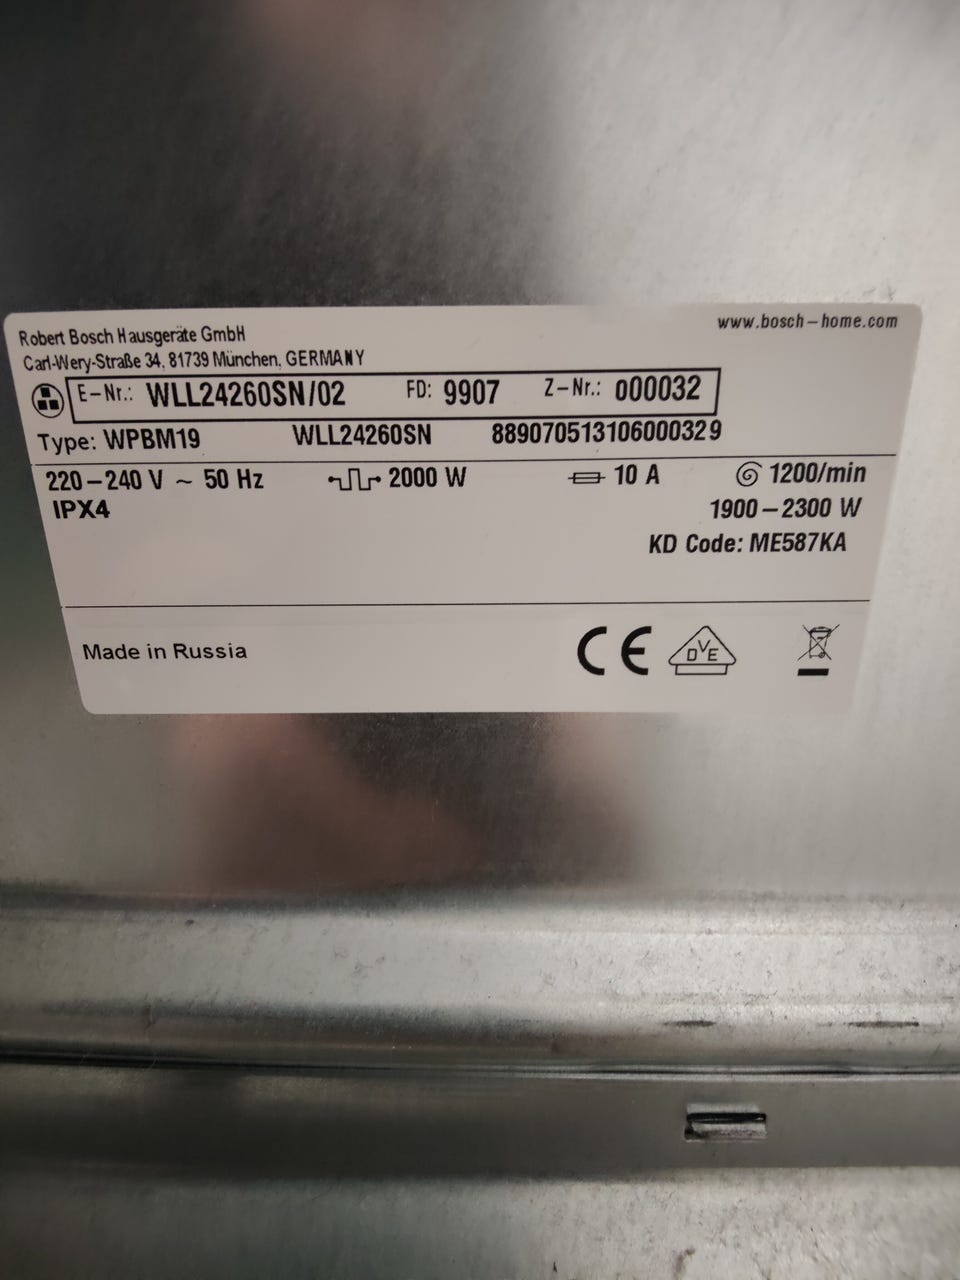 Robert Bosch Hausgeräte GmbH
www.bosch-home.com
Carl-Wery-Straße 34, 81739 München, GERMANY
E-Nr.: WLL24260SN/02 FD: 9907 Z-Nr.: 000032
Type: WPBM19 WLL24260SN 889070513106000329
220-240 V ~ 50 Hz 2000 W 10 A 1200/min
IPX4 1900-2300 W
KD Code: ME587KA
Made in Russia CE DVE